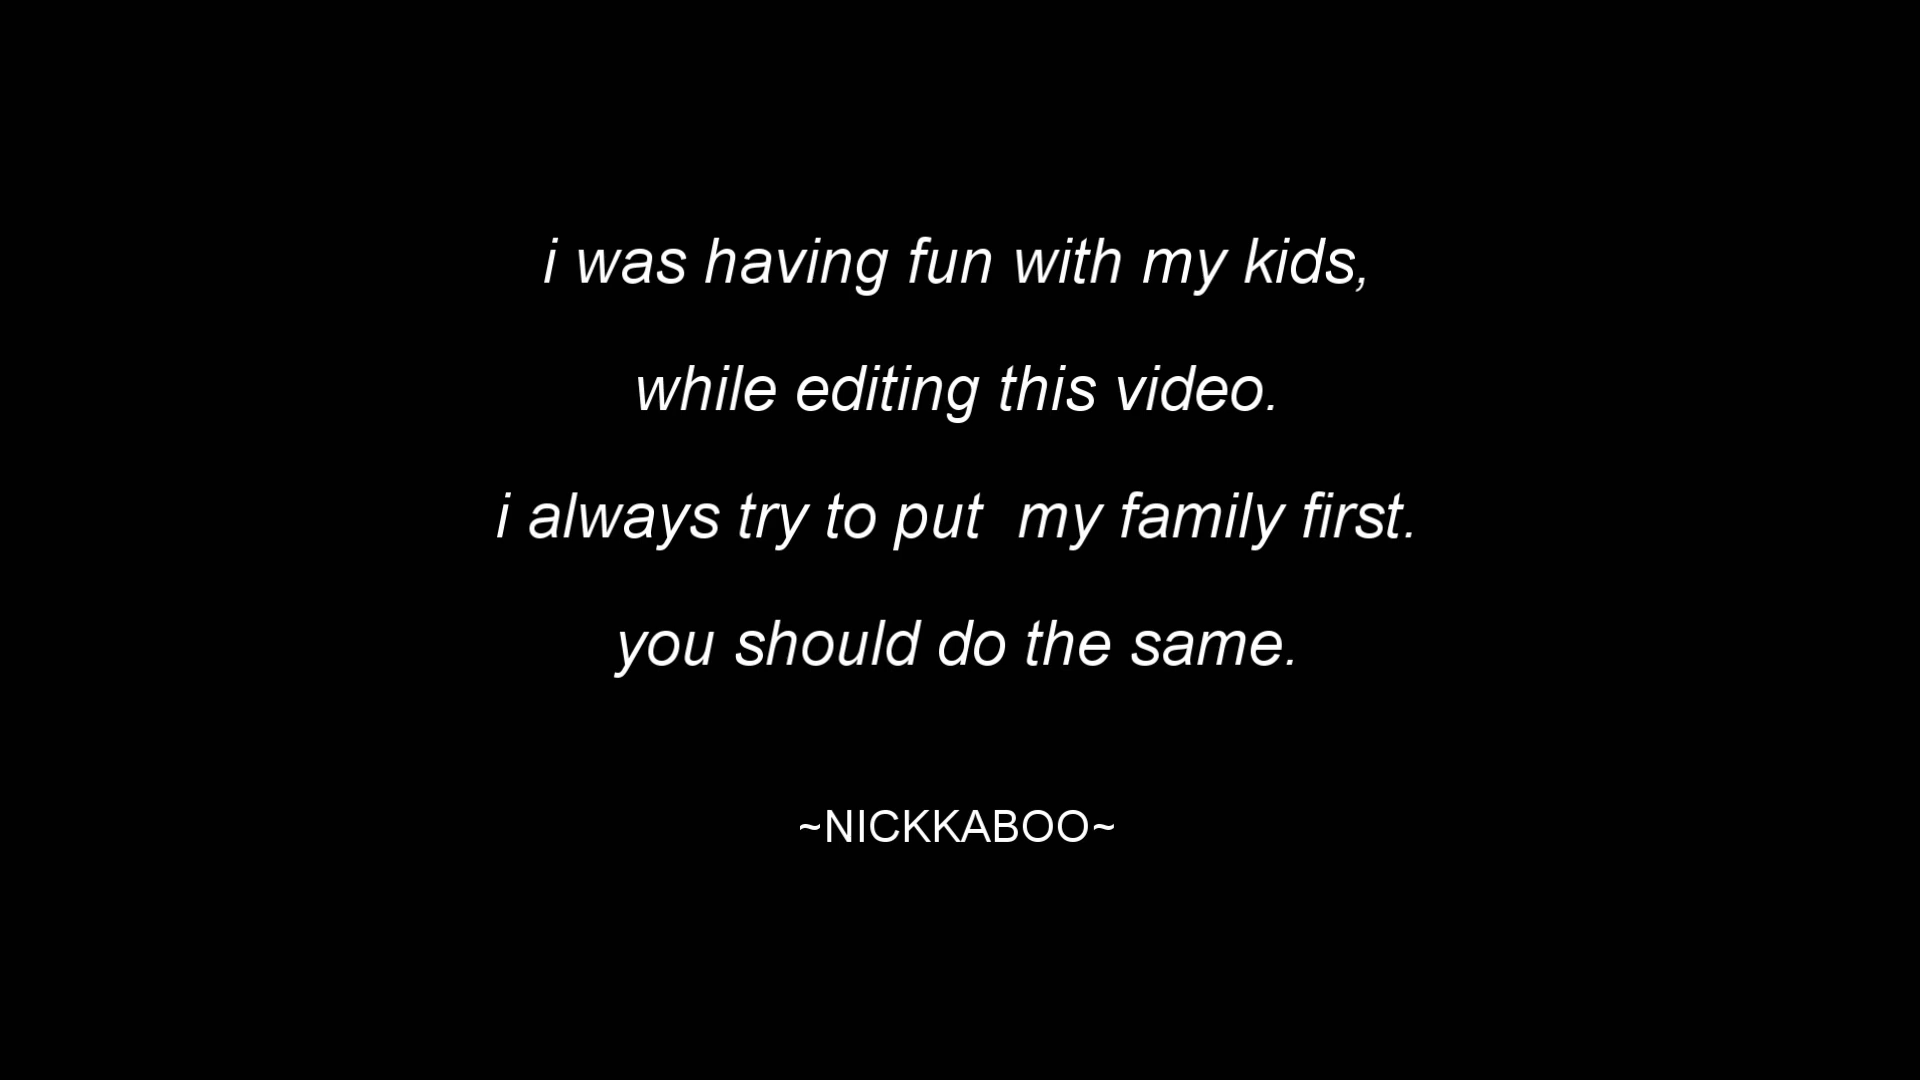 i was having fun with my kids,
while editing this video.
i always try to put  my family first.
you should do the same.
~NICKKABOO~